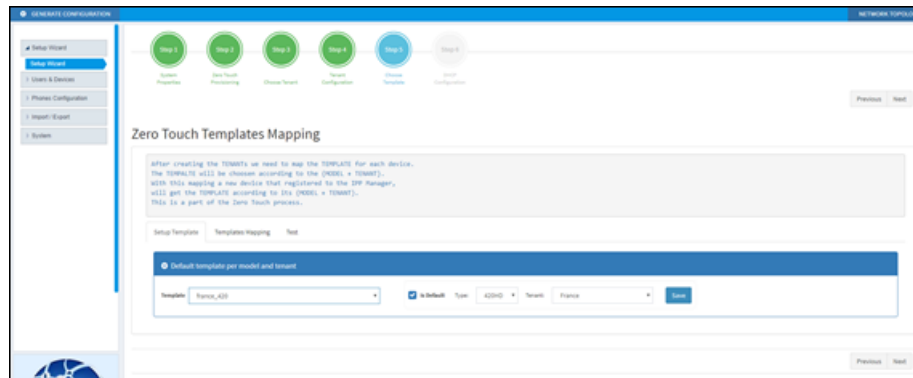 GENERATE CONFIGURATION
NETWORK TOPOLO
Setup Wizard
Setup Wizard
Users & Devices
Phones Configuration
Import / Export
System
Step 1
Step 2
Step 3
Step 4
Step 5
Step 6
System Properties
Zero Touch Provisioning
Choose Tenant
Tenant Configuration
Choose Template
DHCP Configuration
Previous Next
Zero Touch Templates Mapping
After creating the TENANTs we need to map the TEMPLATE for each device.
The TEMPALTE will be choosen according to the (MODEL + TENANT).
With this mapping a new device that registered to the IPP Manager,
will get the TEMPLATE according to its (MODEL + TENANT).
This is a part of the Zero Touch process.
Setup Template Templates Mapping Test
Default template per model and tenant
Template france_420 Is Default Type: 420HD Tenant: France Save
Previous Next